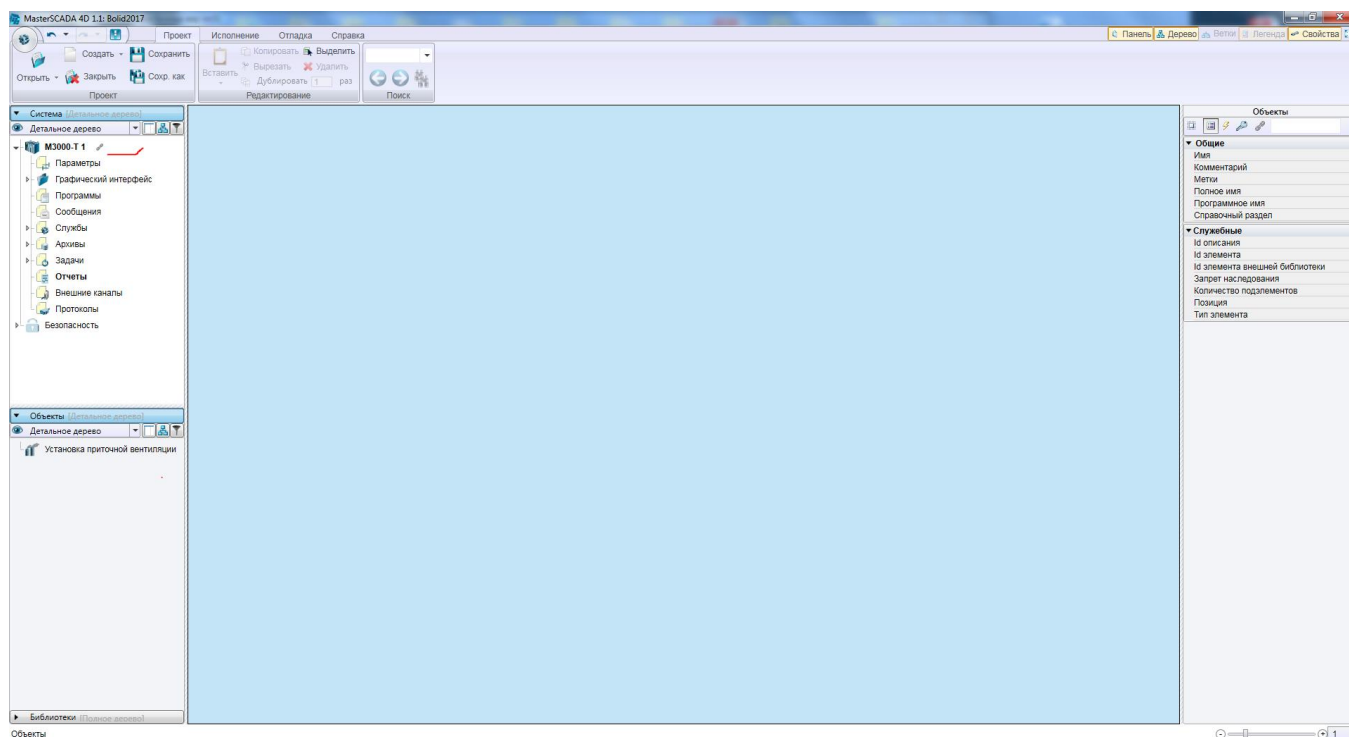 MasterSCADA 4D 1.1: Bolid2017
Проект Исполнение Отладка Справка
Панель Дерево Ветки Легенда Свойства
Создать Сохранить
Открыть Закрыть Сохр. как
Проект
Вставить
Копировать Выделить
Вырезать Удалить
Дублировать 1 раз
Редактирование
Поиск
Система [Детальное дерево]
Детальное дерево
M3000-T 1
Параметры
Графический интерфейс
Программы
Сообщения
Службы
Архивы
Задачи
Отчеты
Внешние каналы
Протоколы
Безопасность
Объекты [Детальное дерево]
Детальное дерево
Установка приточной вентиляции
Библиотеки [Полное дерево]
Объекты
Объекты
Общие
Имя
Комментарий
Метки
Полное имя
Программное имя
Справочный раздел
Служебные
Id описания
Id элемента
Id элемента внешней библиотеки
Запрет наследования
Количество подэлементов
Позиция
Тип элемента
1